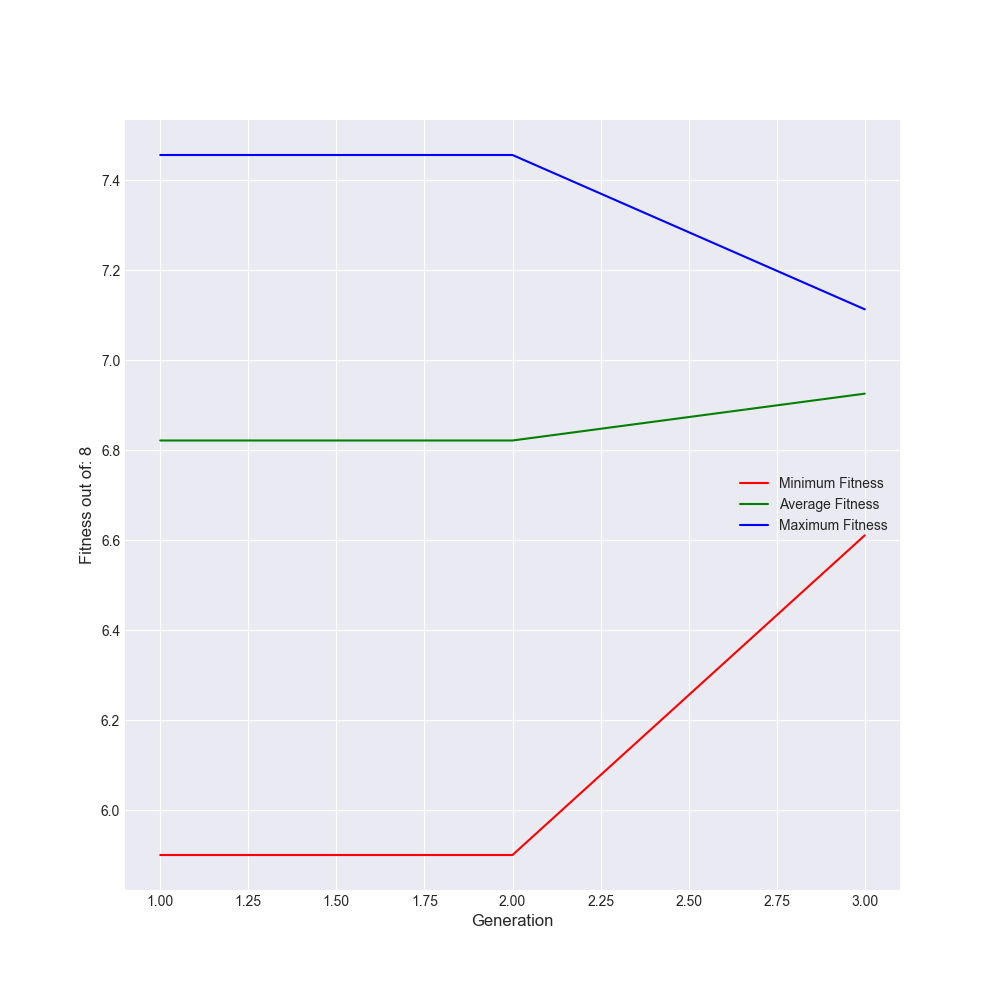 7.4
7.2
7.0
6.8
6.6
6.4
6.2
6.0
Fitness out of: 8
Minimum Fitness
Average Fitness
Maximum Fitness
1.00 1.25 1.50 1.75 2.00 2.25 2.50 2.75 3.00
Generation